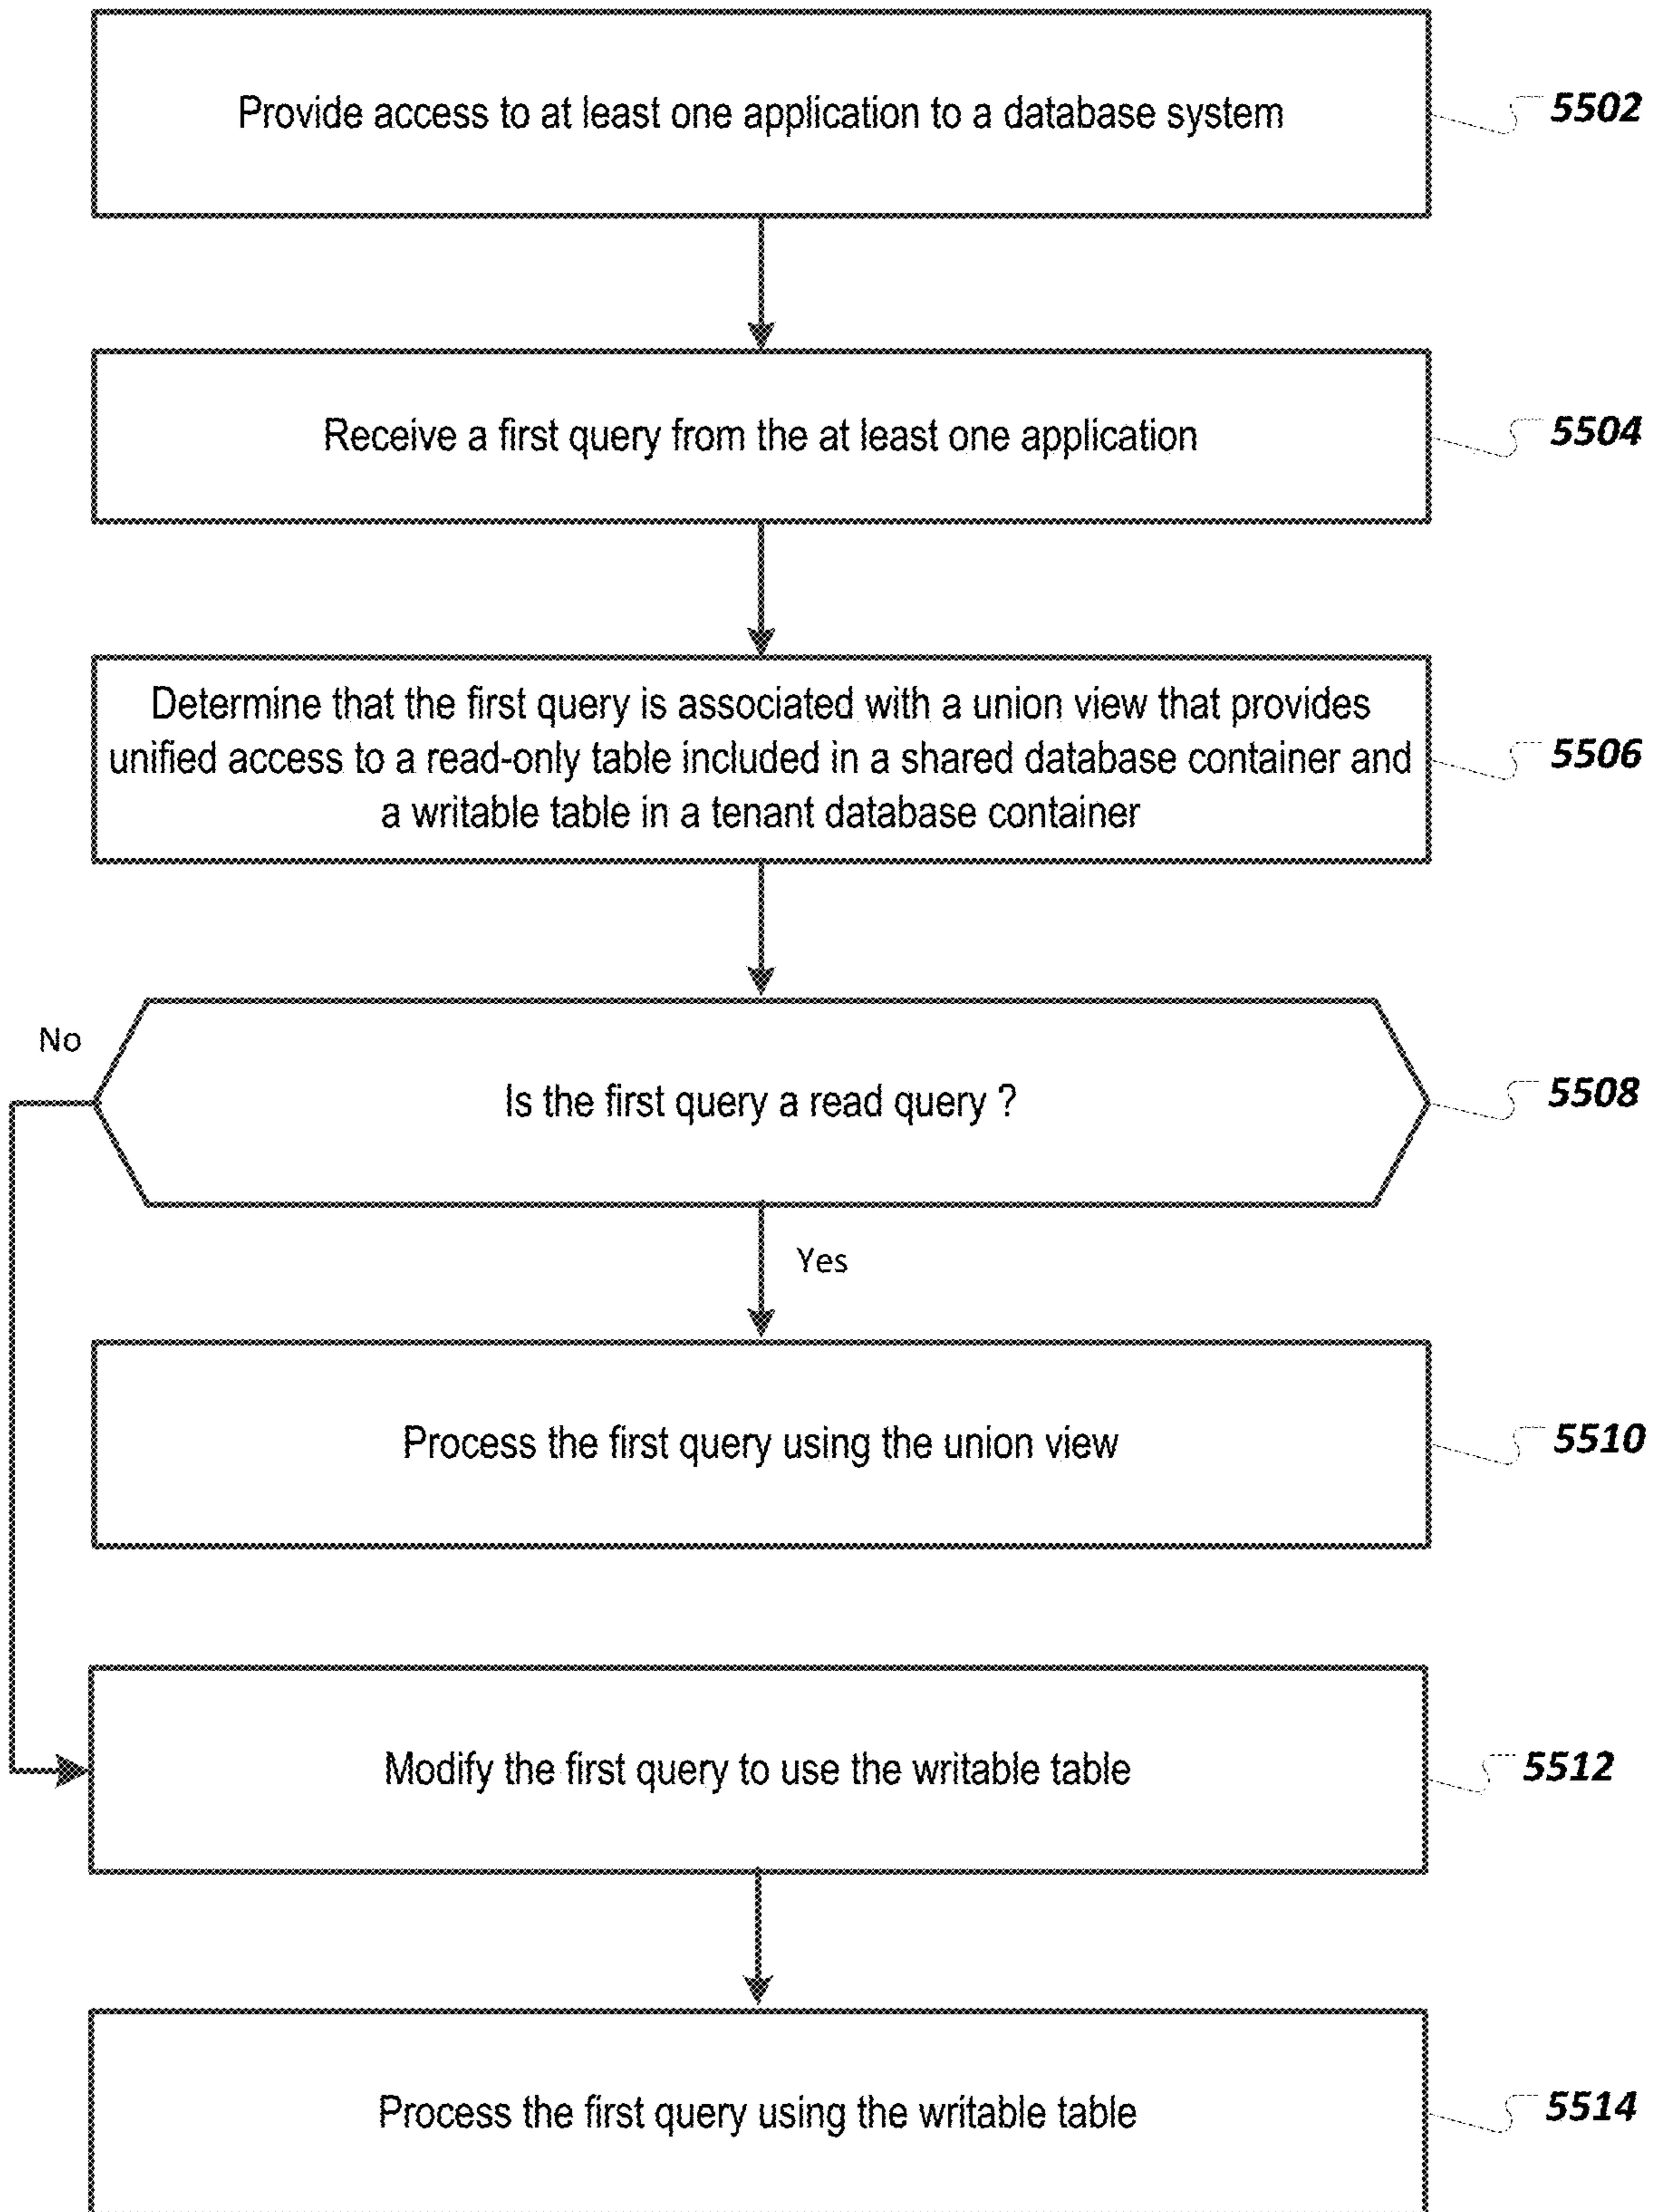 Provide access to at least one application to a database system
5502
Receive a first query from the at least one application
5504
Determine that the first query is associated with a union view that provides
unified access to a read-only table included in a shared database container and
a writable table in a tenant database container
5506
No
Is the first query a read query ?
5508
Yes
Process the first query using the union view
5510
Modify the first query to use the writable table
5512
Process the first query using the writable table
5514